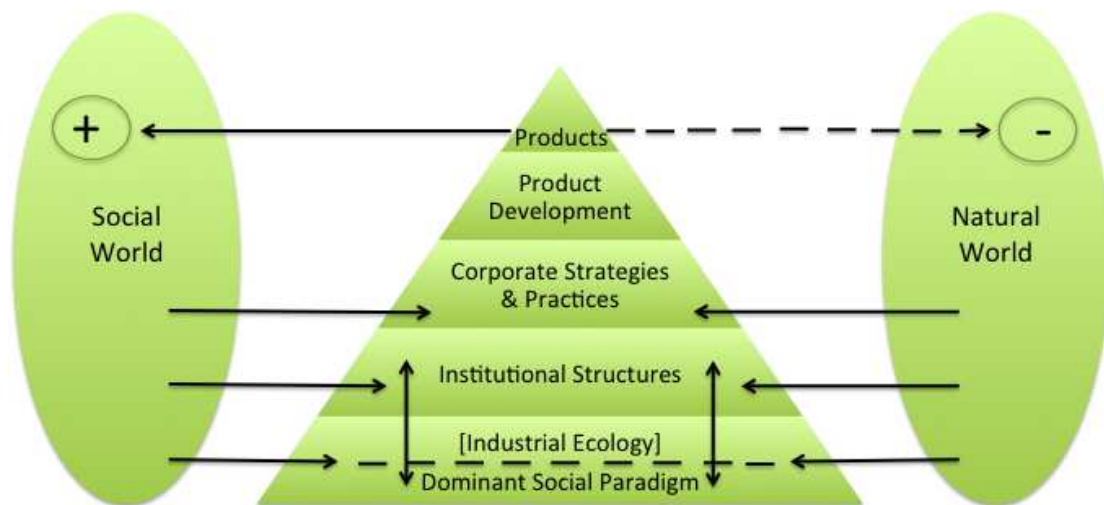 +
-
Products
Product
Development
Social
World
Natural
World
Corporate Strategies
& Practices
Institutional Structures
[Industrial Ecology]
Dominant Social Paradigm